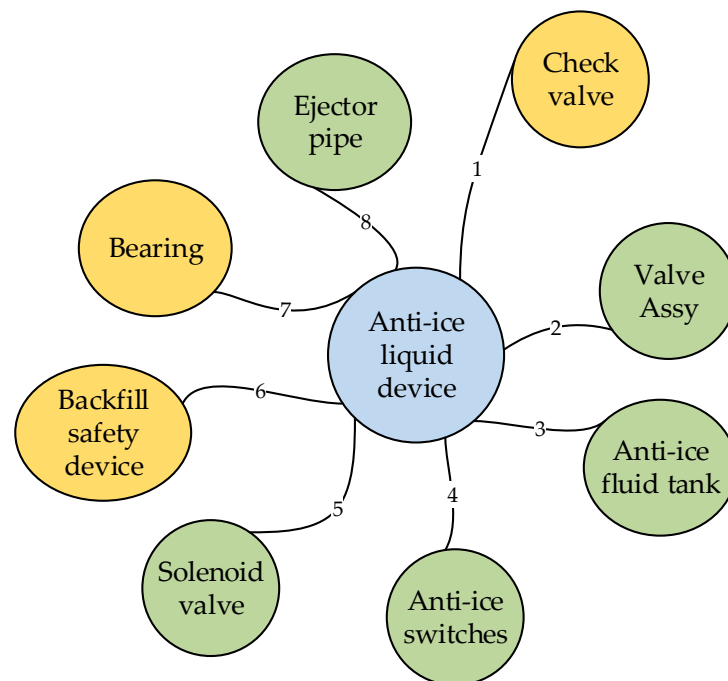 Check
valve
1
Ejector
pipe
8
Bearing
7
Valve
Assy
2
Anti-ice
liquid
device
Backfill
safety
device
6
3
Anti-ice
fluid tank
5
4
Solenoid
valve
Anti-ice
switches